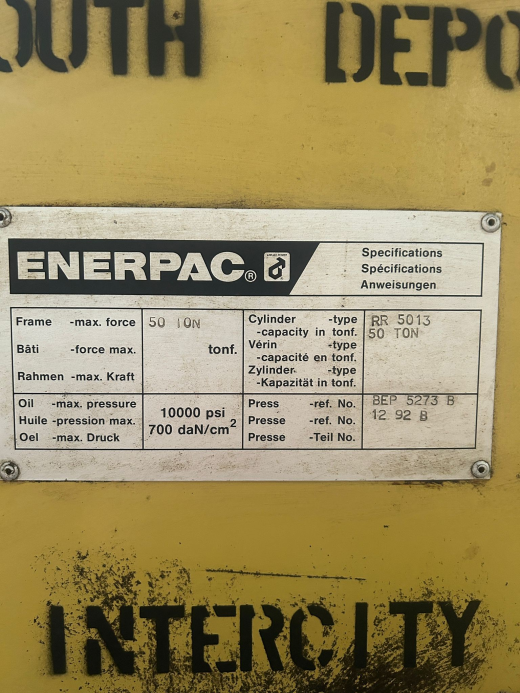 OUTH DEPO
ENERPAC®
Specifications
Spécifications
Anweisungen
Frame -max. force 50 TON
Bâti -force max. tonf.
Rahmen -max. Kraft
Cylinder -type RR 5013
-capacity in tonf. 50 TON
Vérin -type
-capacité en tonf.
Zylinder -type
-Kapazität in tonf.
Oil -max. pressure 10000 psi
Huile -pression max. 700 daN/cm²
Oel -max. Druck
Press -ref. No. BEP 5273 B
Presse -ref. No. 12 92 B
Presse -Teil No.
INTERCITY